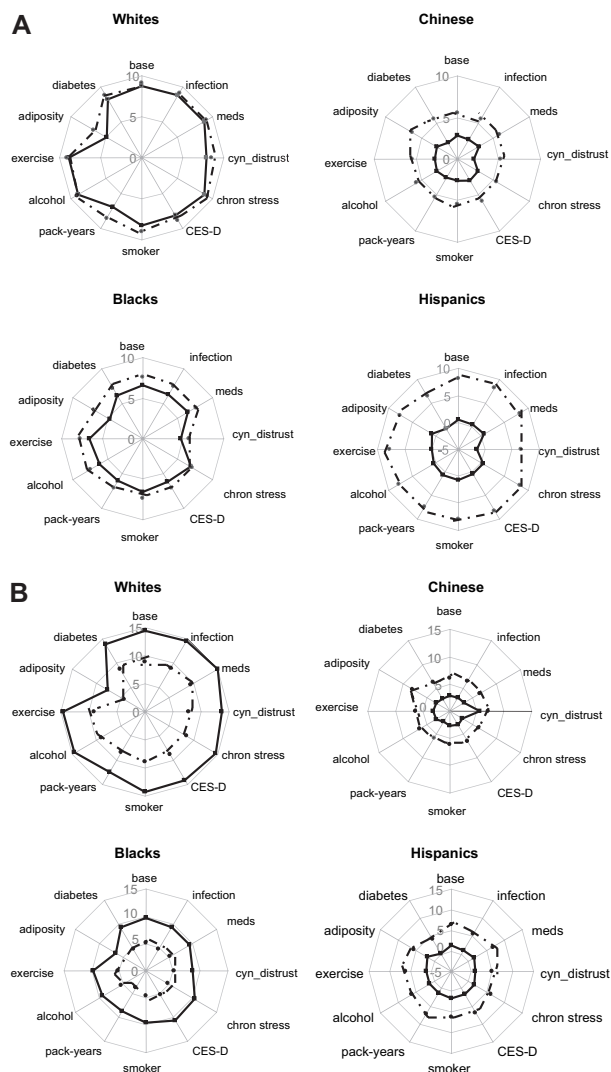 A
Whites
base
infection
meds
cyn_distrust
chron stress
CES-D
smoker
pack-years
alcohol
exercise
adiposity
diabetes
10
5
0
Chinese
base
infection
meds
cyn_distrust
chron stress
CES-D
smoker
pack-years
alcohol
exercise
adiposity
diabetes
10
5
0
Blacks
base
infection
meds
cyn_distrust
chron stress
CES-D
smoker
pack-years
alcohol
exercise
adiposity
diabetes
10
5
0
Hispanics
base
infection
meds
cyn_distrust
chron stress
CES-D
smoker
pack-years
alcohol
exercise
adiposity
diabetes
10
5
0
-5
B
Whites
base
infection
meds
cyn_distrust
chron stress
CES-D
smoker
pack-years
alcohol
exercise
adiposity
diabetes
15
10
5
0
Chinese
base
infection
meds
cyn_distrust
chron stress
CES-D
smoker
pack-years
alcohol
exercise
adiposity
diabetes
15
10
5
0
Blacks
base
infection
meds
cyn_distrust
chron stress
CES-D
smoker
pack-years
alcohol
exercise
adiposity
diabetes
15
10
5
0
Hispanics
base
infection
meds
cyn_distrust
chron stress
CES-D
smoker
pack-years
alcohol
exercise
adiposity
diabetes
15
10
5
0
-5